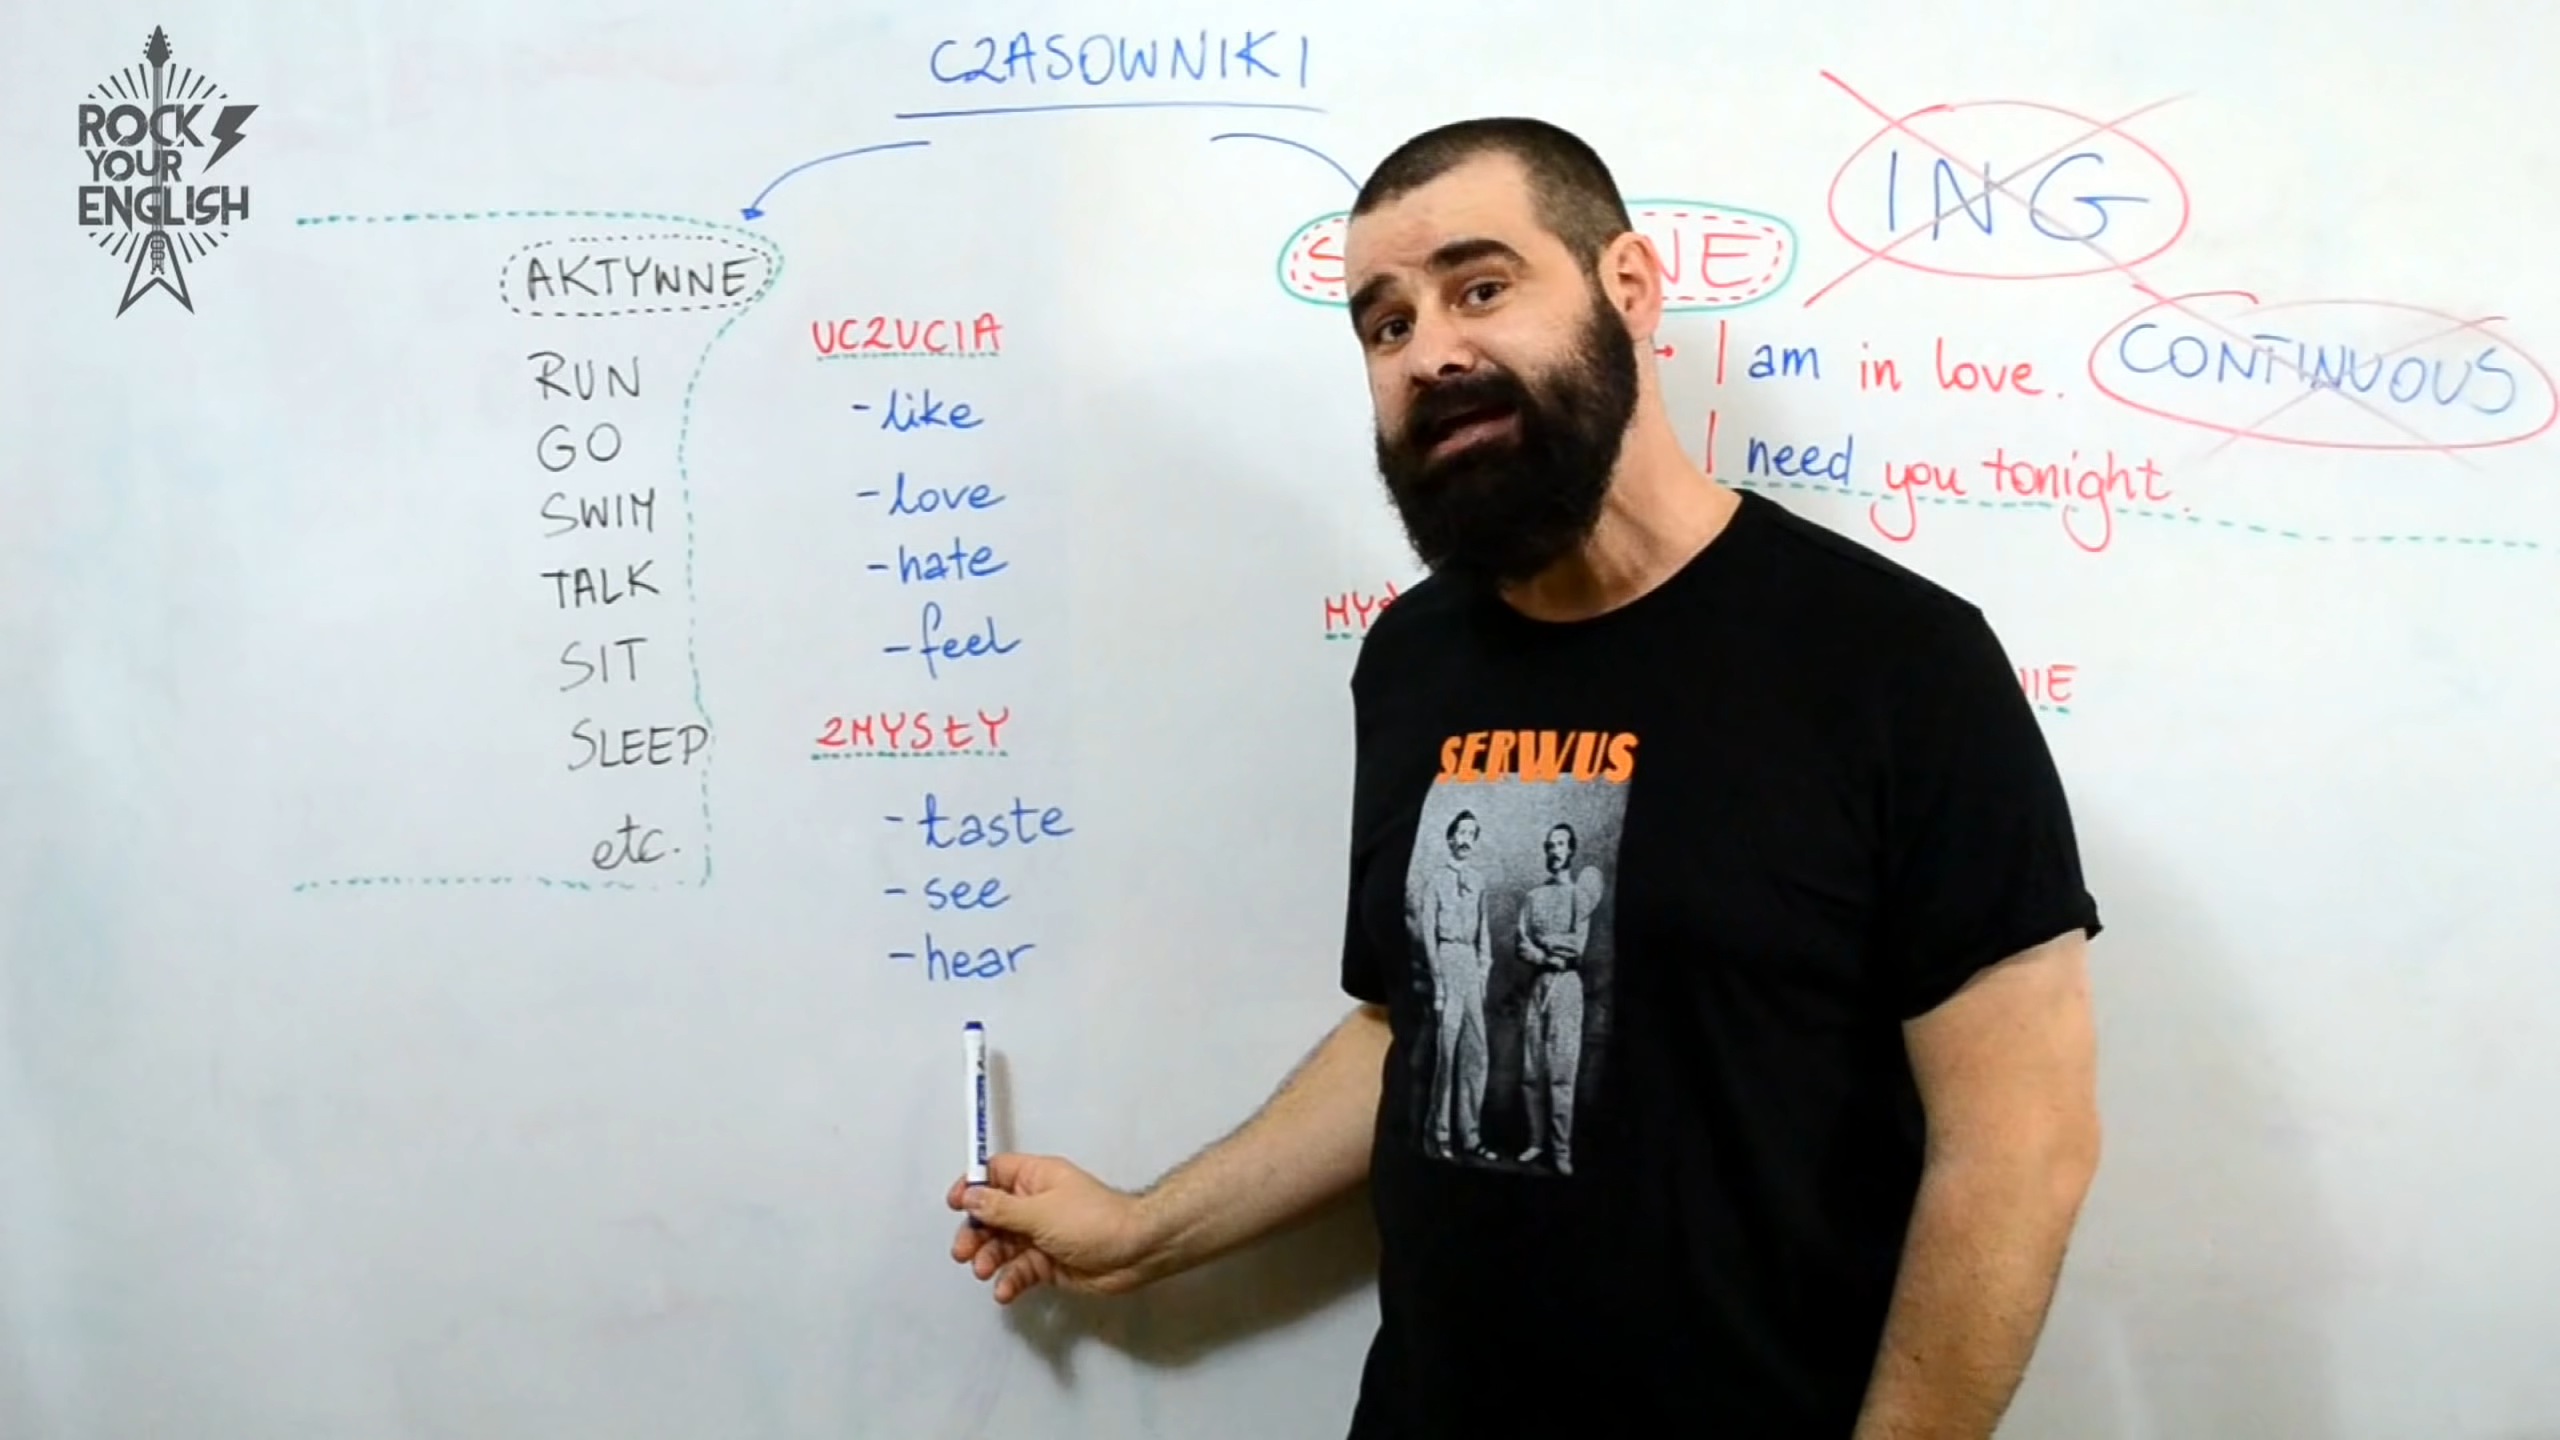 ROCK
YOUR
ENGLISH
CZASOWNIKI
AKTYWNE
RUN
GO
SWIM
TALK
SIT
SLEEP
etc.
UCZUCIA
-like
-love
-hate
-feel
ZMYSŁY
-taste
-see
-hear
ING
I am in love.
CONTINUOUS
I need you tonight.
SERWUS